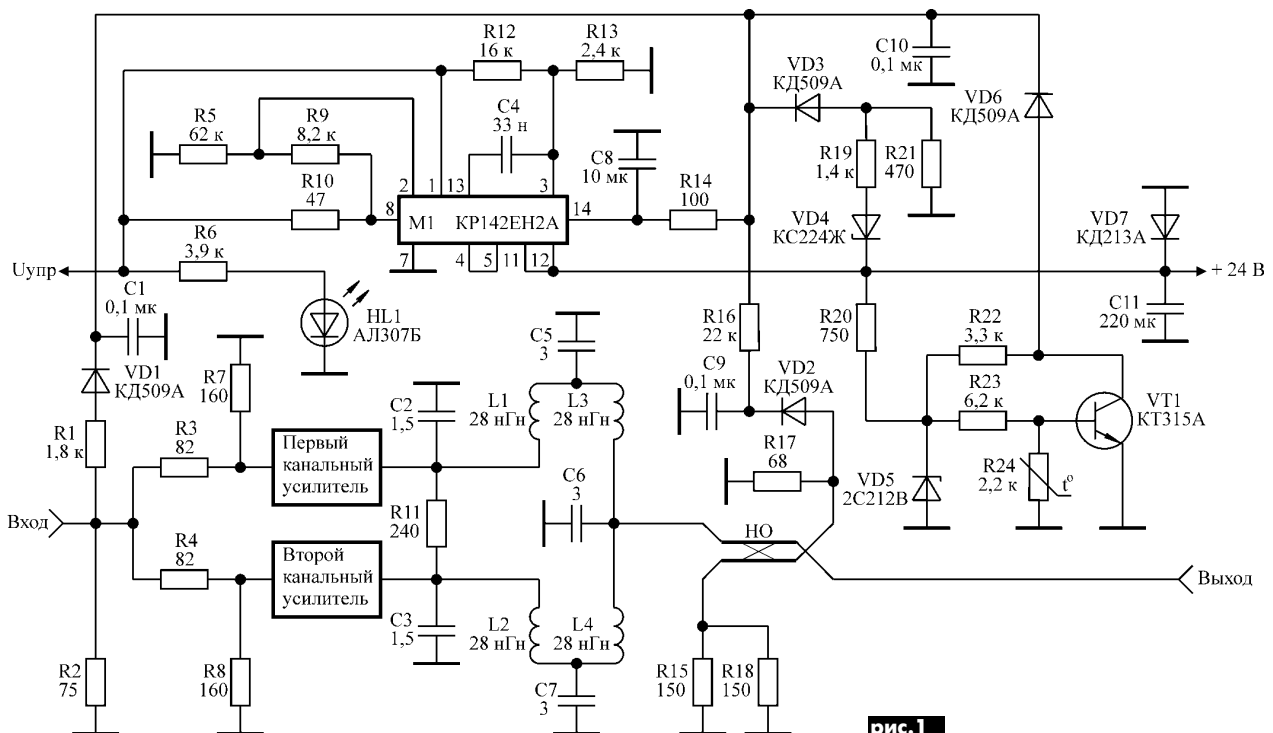 R12
16 к
R13
2,4 к
C10
0,1 мк
VD3
КД509А
VD6
КД509А
R5
62 к
R9
8,2 к
C4
33 н
C8
10 мк
R19
1,4 к
R21
470
R10
47
2
1
13
3
8
М1
КР142ЕН2А
14
R14
100
7
4
5
11
12
VD4
КС224Ж
VD7
КД213А
R6
3,9 к
Uупр
+ 24 В
C1
0,1 мк
HL1
АЛ307Б
C5
3
R16
22 к
R20
750
R22
3,3 к
C11
220 мк
VD1
КД509А
R7
160
C9
0,1 мк
VD2
КД509А
C2
1,5
L1
28 нГн
L3
28 нГн
R23
6,2 к
VT1
КТ315А
R1
1,8 к
R3
82
Первый
канальный
усилитель
R17
68
R24
2,2 к
t°
VD5
2С212В
C6
3
R11
240
Вход
НО
R4
82
Второй
канальный
усилитель
Выход
C3
1,5
L2
28 нГн
L4
28 нГн
R2
75
R8
160
C7
3
R15
150
R18
150
рис.1